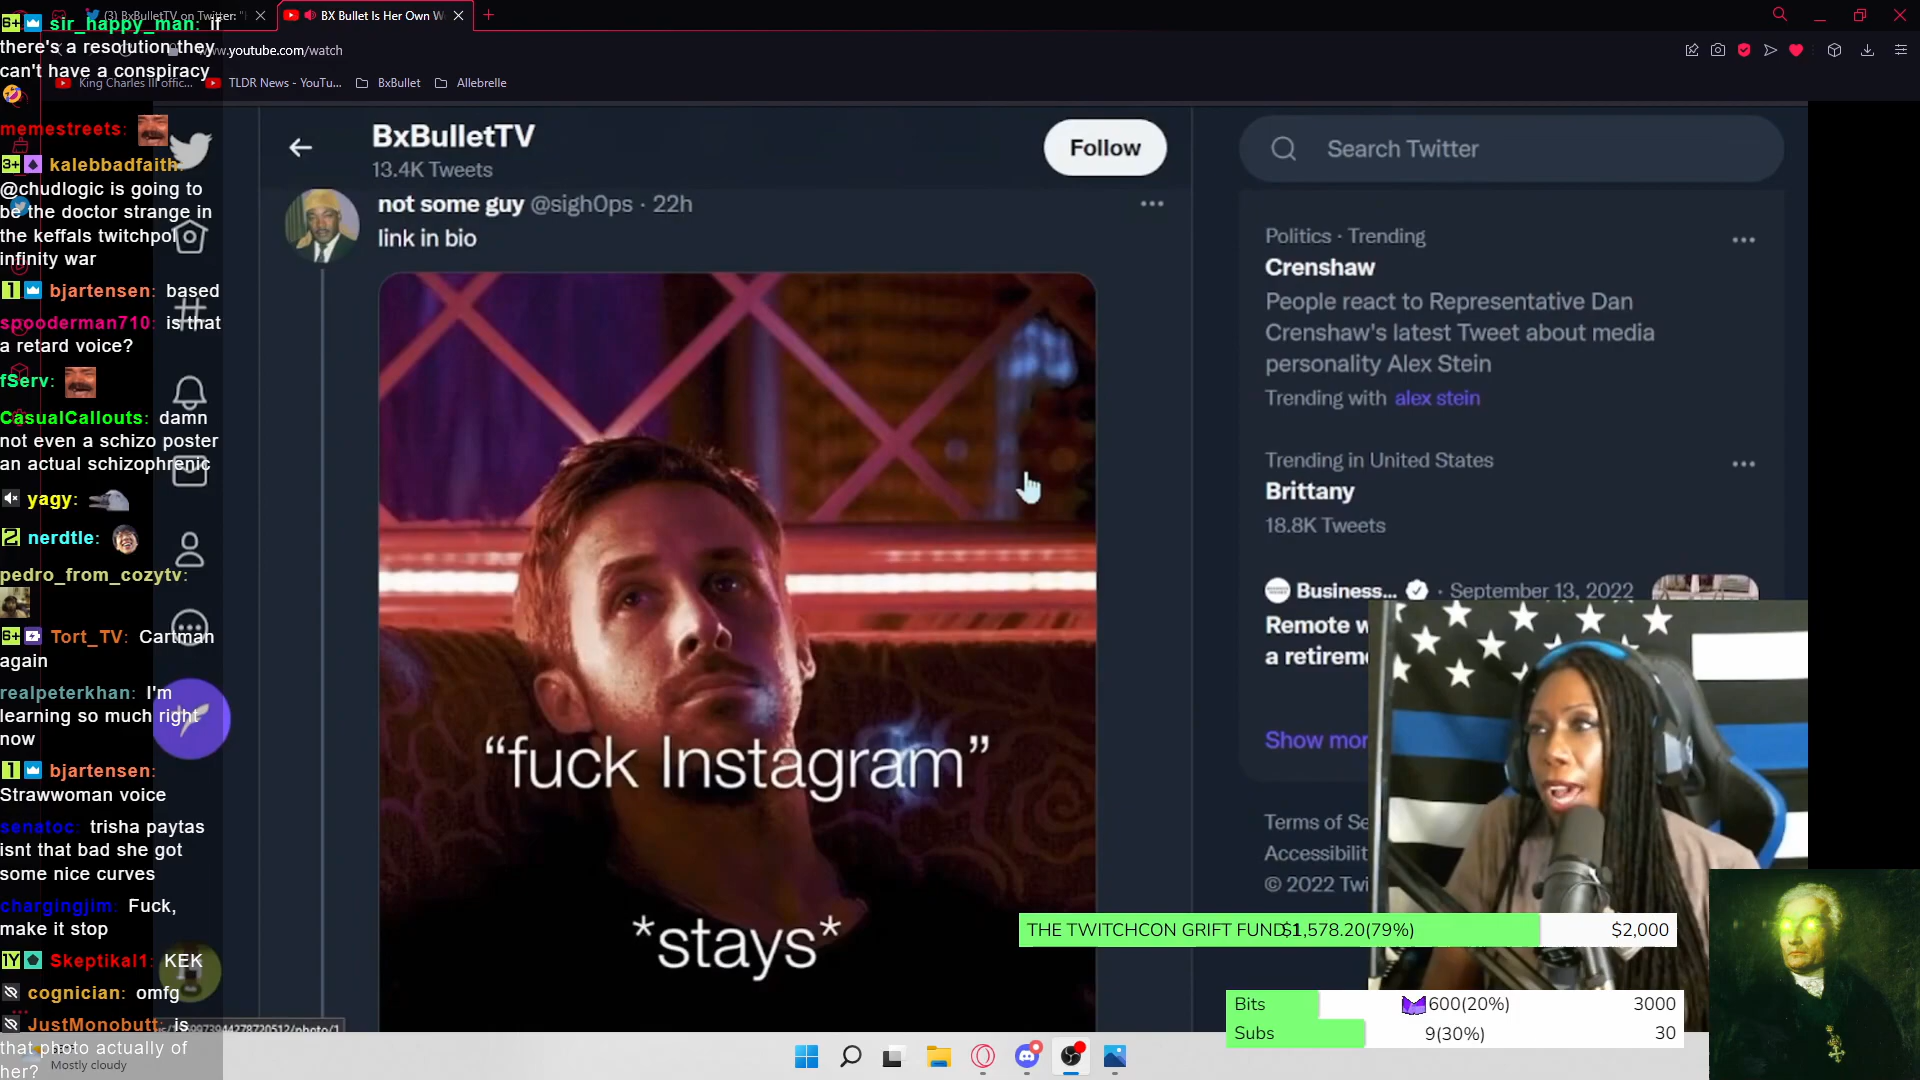 (3) BxBulletTV on Twitter: "
BX Bullet Is Her Own W
www.youtube.com/watch
King Charles III offic...
TLDR News - YouTu...
BxBullet
Allebrelle
sir_happy_man: if
there's a resolution they
can't have a conspiracy
memestreets:
kalebbadfaith:
@chudlogic is going to
be the doctor strange in
the keffals twitchpol
infinity war
bjartensen: based
spooderman710: is that
a retard voice?
fServ:
CasualCallouts: damn
not even a schizo poster
an actual schizophrenic
yagy:
nerdtle:
pedro_from_cozytv:
Tort_TV: Cartman
again
realpeterkhan: I'm
learning so much right
now
bjartensen:
Strawwoman voice
senatoc: trisha paytas
isnt that bad she got
some nice curves
chargingjim: Fuck,
make it stop
Skeptikal1: KEK
cognician: omfg
JustMonobutt: is
that photo actually of
her?
Mostly cloudy
BxBulletTV
13.4K Tweets
Follow
not some guy @sigh0ps · 22h
link in bio
“fuck Instagram”
*stays*
Search Twitter
Politics · Trending
Crenshaw
People react to Representative Dan
Crenshaw's latest Tweet about media
personality Alex Stein
Trending with alex stein
Trending in United States
Brittany
18.8K Tweets
Business... · September 13, 2022
Remote w
a retireme
Show mor
Terms of Se
Accessibilit
© 2022 Twi
THE TWITCHCON GRIFT FUND $1,578.20(79%) $2,000
Bits 600(20%) 3000
Subs 9(30%) 30